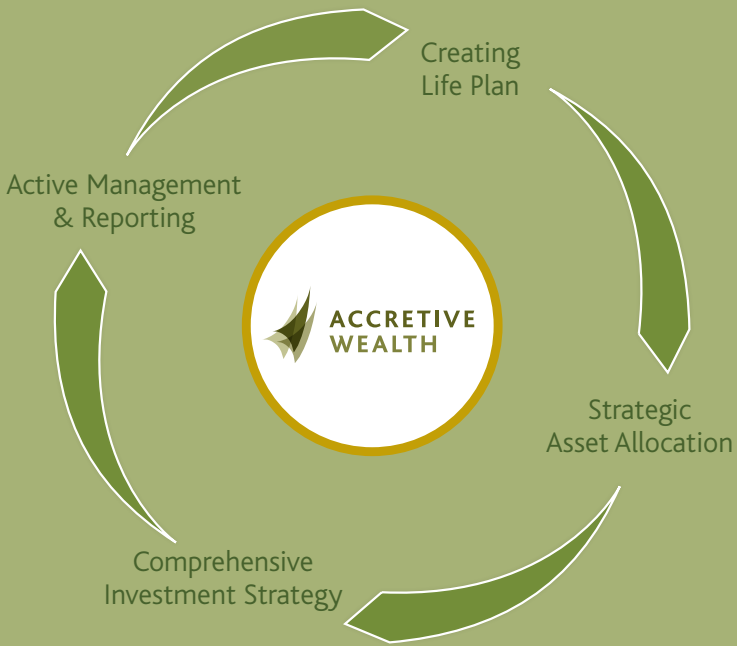 Creating
Life Plan
Active Management
& Reporting
ACCRETIVE
WEALTH
Strategic
Asset Allocation
Comprehensive
Investment Strategy